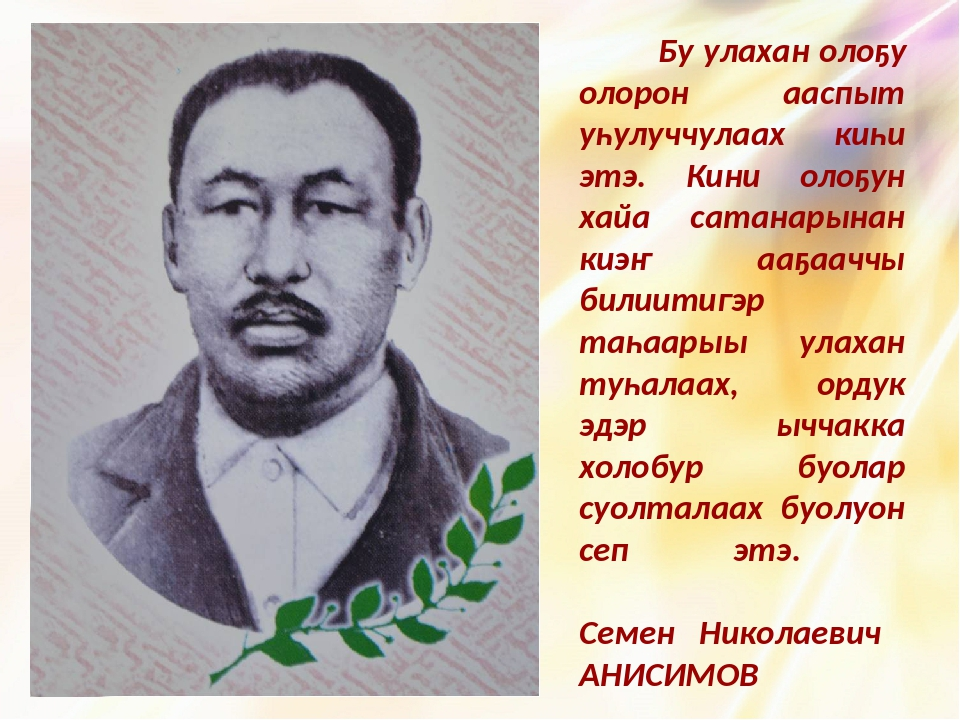 Бу улахан олоҕу
олорон ааспыт
уһулуччулаах киһи
этэ. Кини олоҕун
хайа сатанарынан
киэҥ ааҕааччы
билиитигэр
таһаарыы улахан
туһалаах, ордук
эдэр ыччакка
холобур буолар
суолталаах буолуон
сеп этэ.
Семен Николаевич
АНИСИМОВ